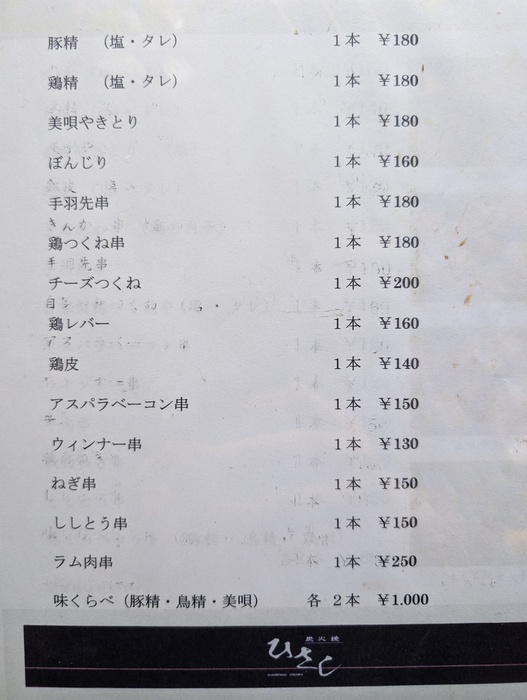 豚精 （塩・タレ） 1本 ￥180
鶏精 （塩・タレ） 1本 ￥180
美唄やきとり 1本 ￥180
ぼんじり 1本 ￥160
手羽先串 1本 ￥180
鶏つくね串 1本 ￥180
手羽先串
チーズつくね 1本 ￥200
鶏レバー 1本 ￥160
鶏皮 1本 ￥140
アスパラベーコン串 1本 ￥150
ウィンナー串 1本 ￥130
ねぎ串 1本 ￥150
ししとう串 1本 ￥150
ラム肉串 1本 ￥250
味くらべ（豚精・鳥精・美唄） 各 2本 ￥1.000
炭火焼
ひさし